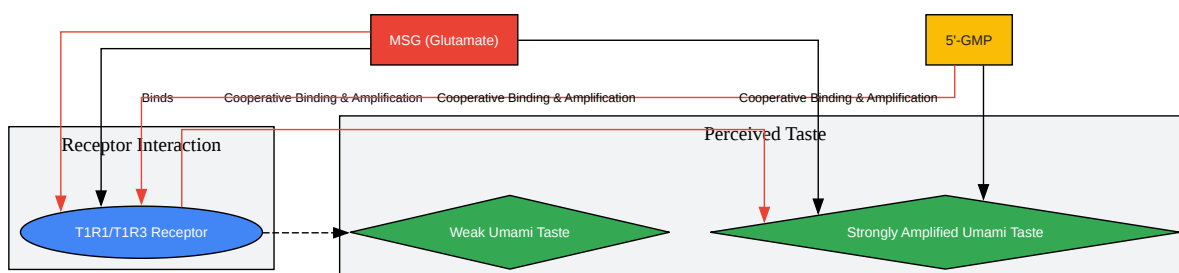 MSG (Glutamate)
5'-GMP
Binds
Cooperative Binding & Amplification
Cooperative Binding & Amplification
Cooperative Binding & Amplification
Receptor Interaction
Perceived Taste
T1R1/T1R3 Receptor
Weak Umami Taste
Strongly Amplified Umami Taste